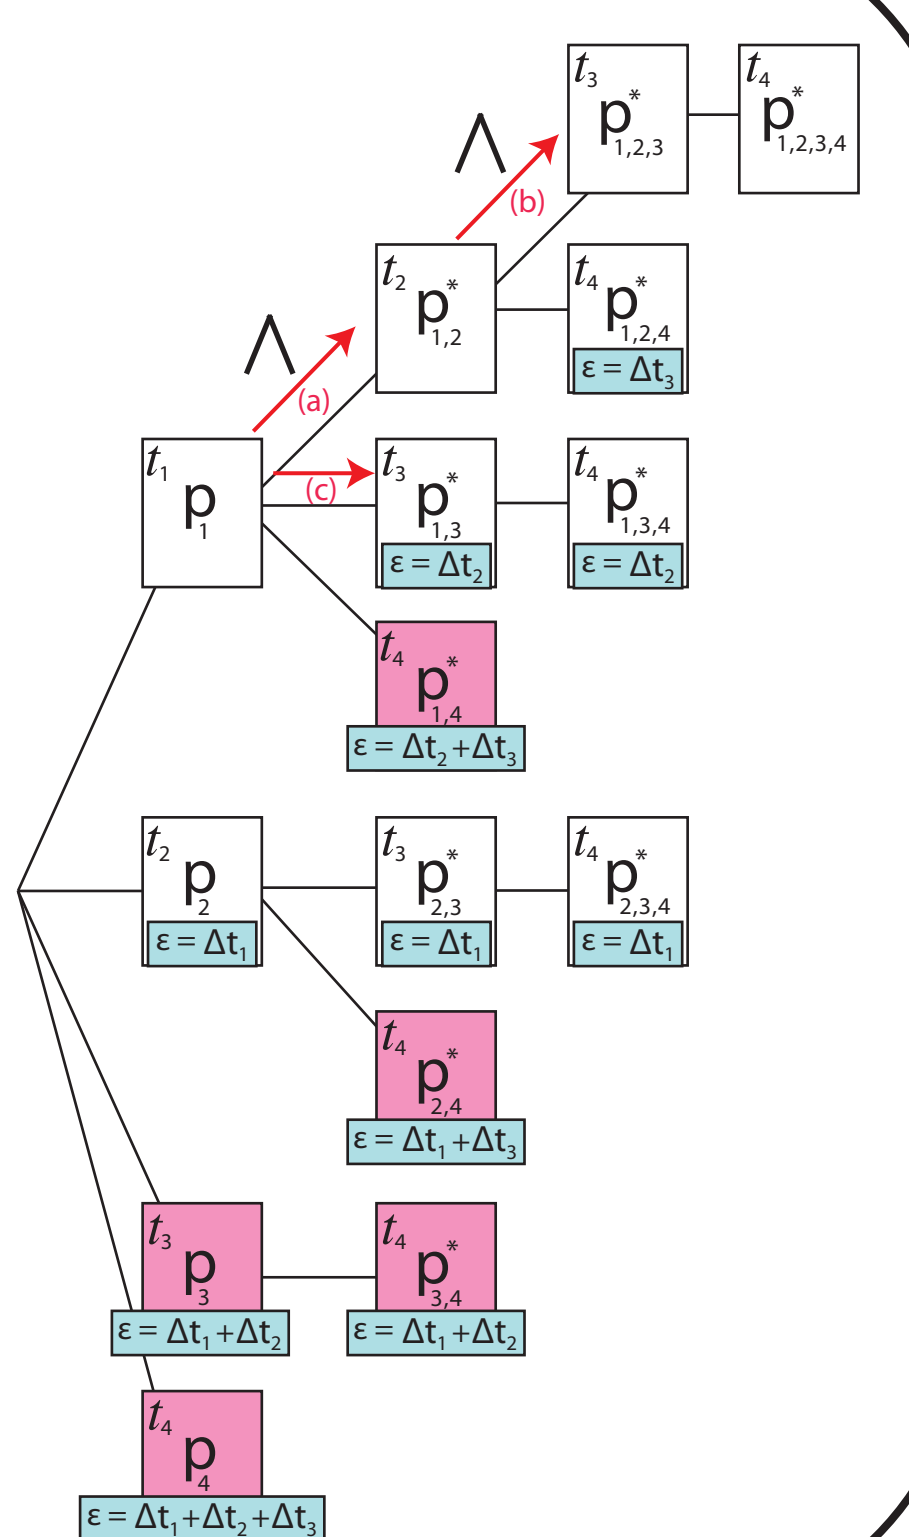 t₃
p*₁,₂,₃
t₄
p*₁,₂,₃,₄
⋀
(b)
t₂
p*₁,₂
t₄
p*₁,₂,₄
ε = Δt₃
⋀
(a)
t₁
p₁
(c)
t₃
p*₁,₃
ε = Δt₂
t₄
p*₁,₃,₄
ε = Δt₂
t₄
p*₁,₄
ε = Δt₂+Δt₃
t₂
p₂
ε = Δt₁
t₃
p*₂,₃
ε = Δt₁
t₄
p*₂,₃,₄
ε = Δt₁
t₄
p*₂,₄
ε = Δt₁+Δt₃
t₃
p₃
ε = Δt₁+Δt₂
t₄
p*₃,₄
ε = Δt₁+Δt₂
t₄
p₄
ε = Δt₁+Δt₂+Δt₃